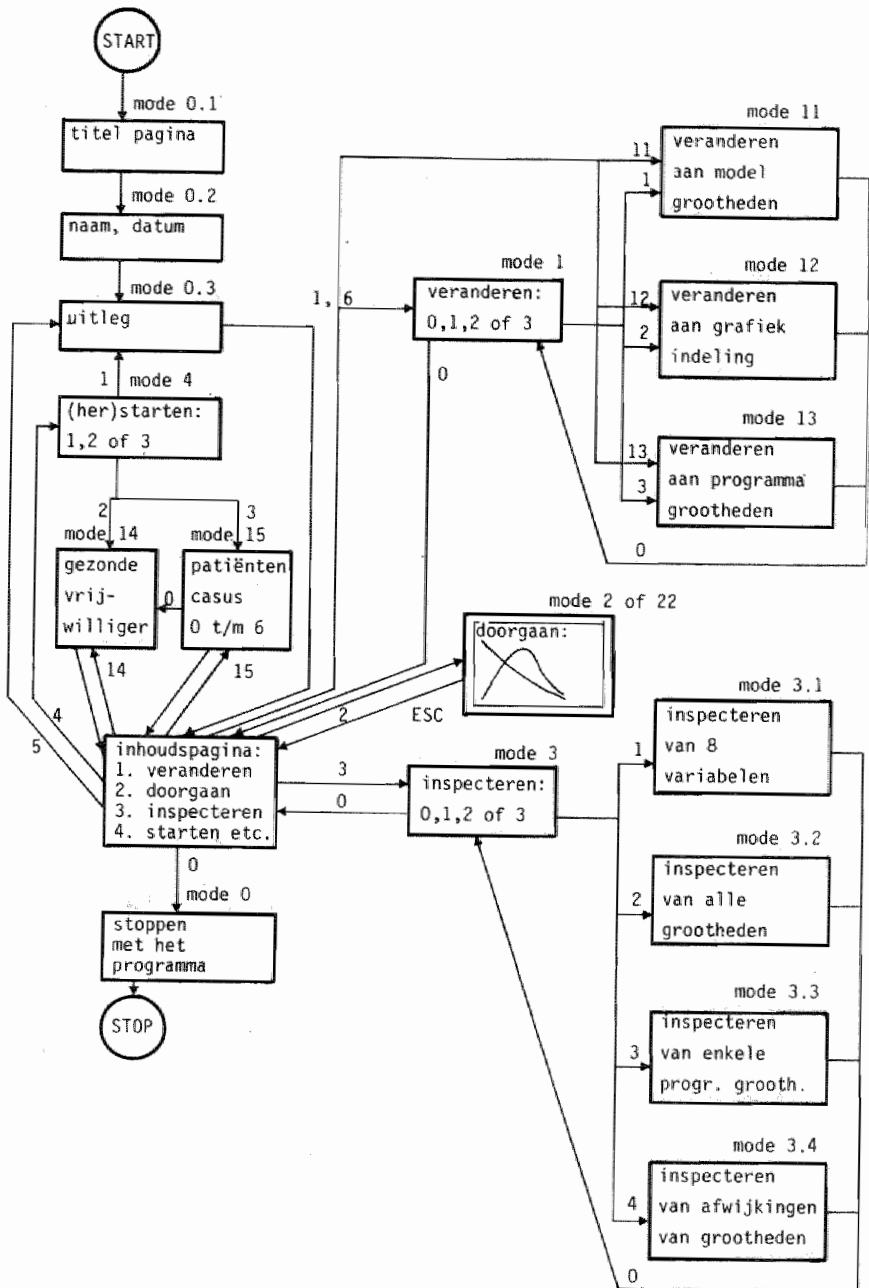 START
mode 0.1
titel pagina
mode 0.2
naam, datum
mode 0.3
uitleg
1 mode 4
(her)starten:
1,2 of 3
2
3
mode 14
mode 15
gezonde
vrij-
williger
0
patiënten
casus
0 t/m 6
14
15
4
5
inhoudspagina:
1. veranderen
2. doorgaan
3. inspecteren
4. starten etc.
0
mode 0
stoppen
met het
programma
STOP
1, 6
mode 1
veranderen:
0,1,2 of 3
0
mode 11
11
1
veranderen
aan model
grootheden
mode 12
12
2
veranderen
aan grafiek
indeling
mode 13
13
3
veranderen
aan programma
grootheden
0
mode 2 of 22
doorgaan:
2
ESC
3
0
mode 3
inspecteren:
0,1,2 of 3
mode 3.1
1
inspecteren
van 8
variabelen
mode 3.2
2
inspecteren
van alle
grootheden
mode 3.3
3
inspecteren
van enkele
progr. grooth.
mode 3.4
4
inspecteren
van afwijkingen
van grootheden
0